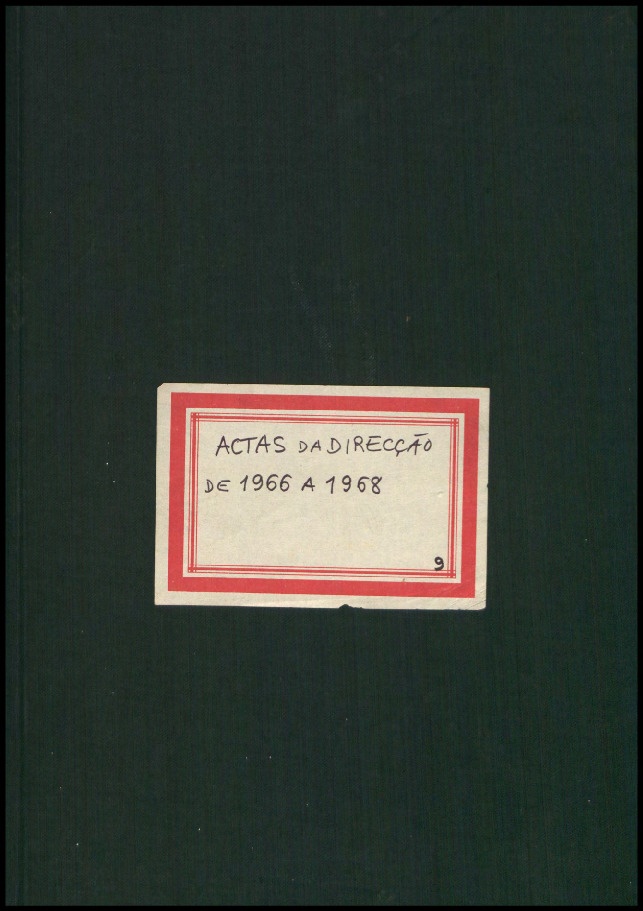 ACTAS DA DIRECÇÃO
DE 1966 A 1968
9